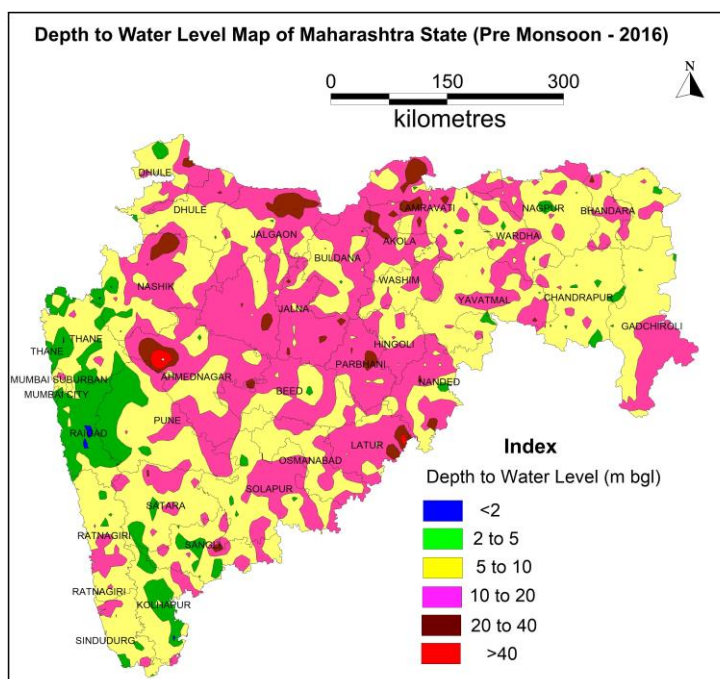 Depth to Water Level Map of Maharashtra State (Pre Monsoon - 2016)
N
0 150 300
kilometres
DHULE
DHULE
JALGAON
AMRAVATI
NAGPUR
BHANDARA
WARDHA
AKOLA
BULDANA
WASHIM
NASHIK
JALNA
YAVATMAL
CHANDRAPUR
GADCHIROLI
THANE
THANE
HINGOLI
PARBHANI
MUMBAI SUBURBAN
AHMEDNAGAR
NANDED
MUMBAI CITY
BEED
PUNE
RAIGAD
LATUR
OSMANABAD
SOLAPUR
SATARA
RATNAGIRI
SANGLI
RATNAGIRI
KOLHAPUR
SINDUDURG
Index
Depth to Water Level (m bgl)
<2
2 to 5
5 to 10
10 to 20
20 to 40
>40